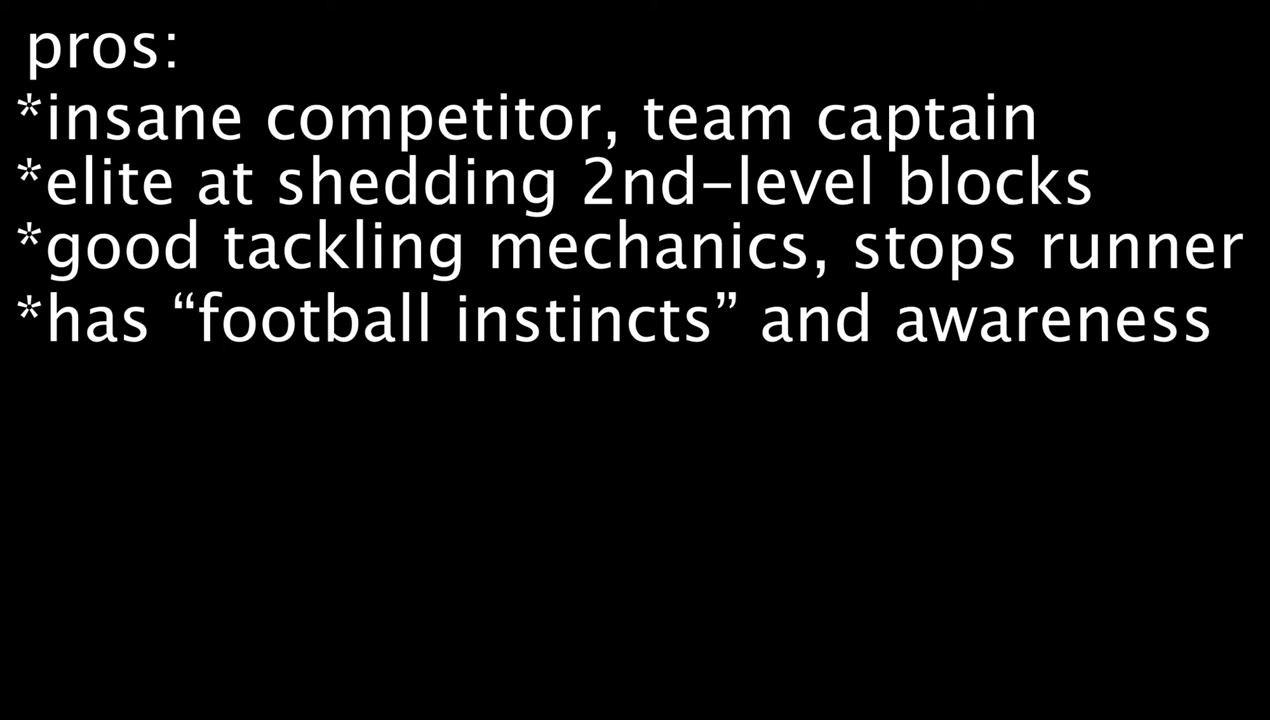 pros:
*insane competitor, team captain
*elite at shedding 2nd-level blocks
*good tackling mechanics, stops runner
*has “football instincts” and awareness